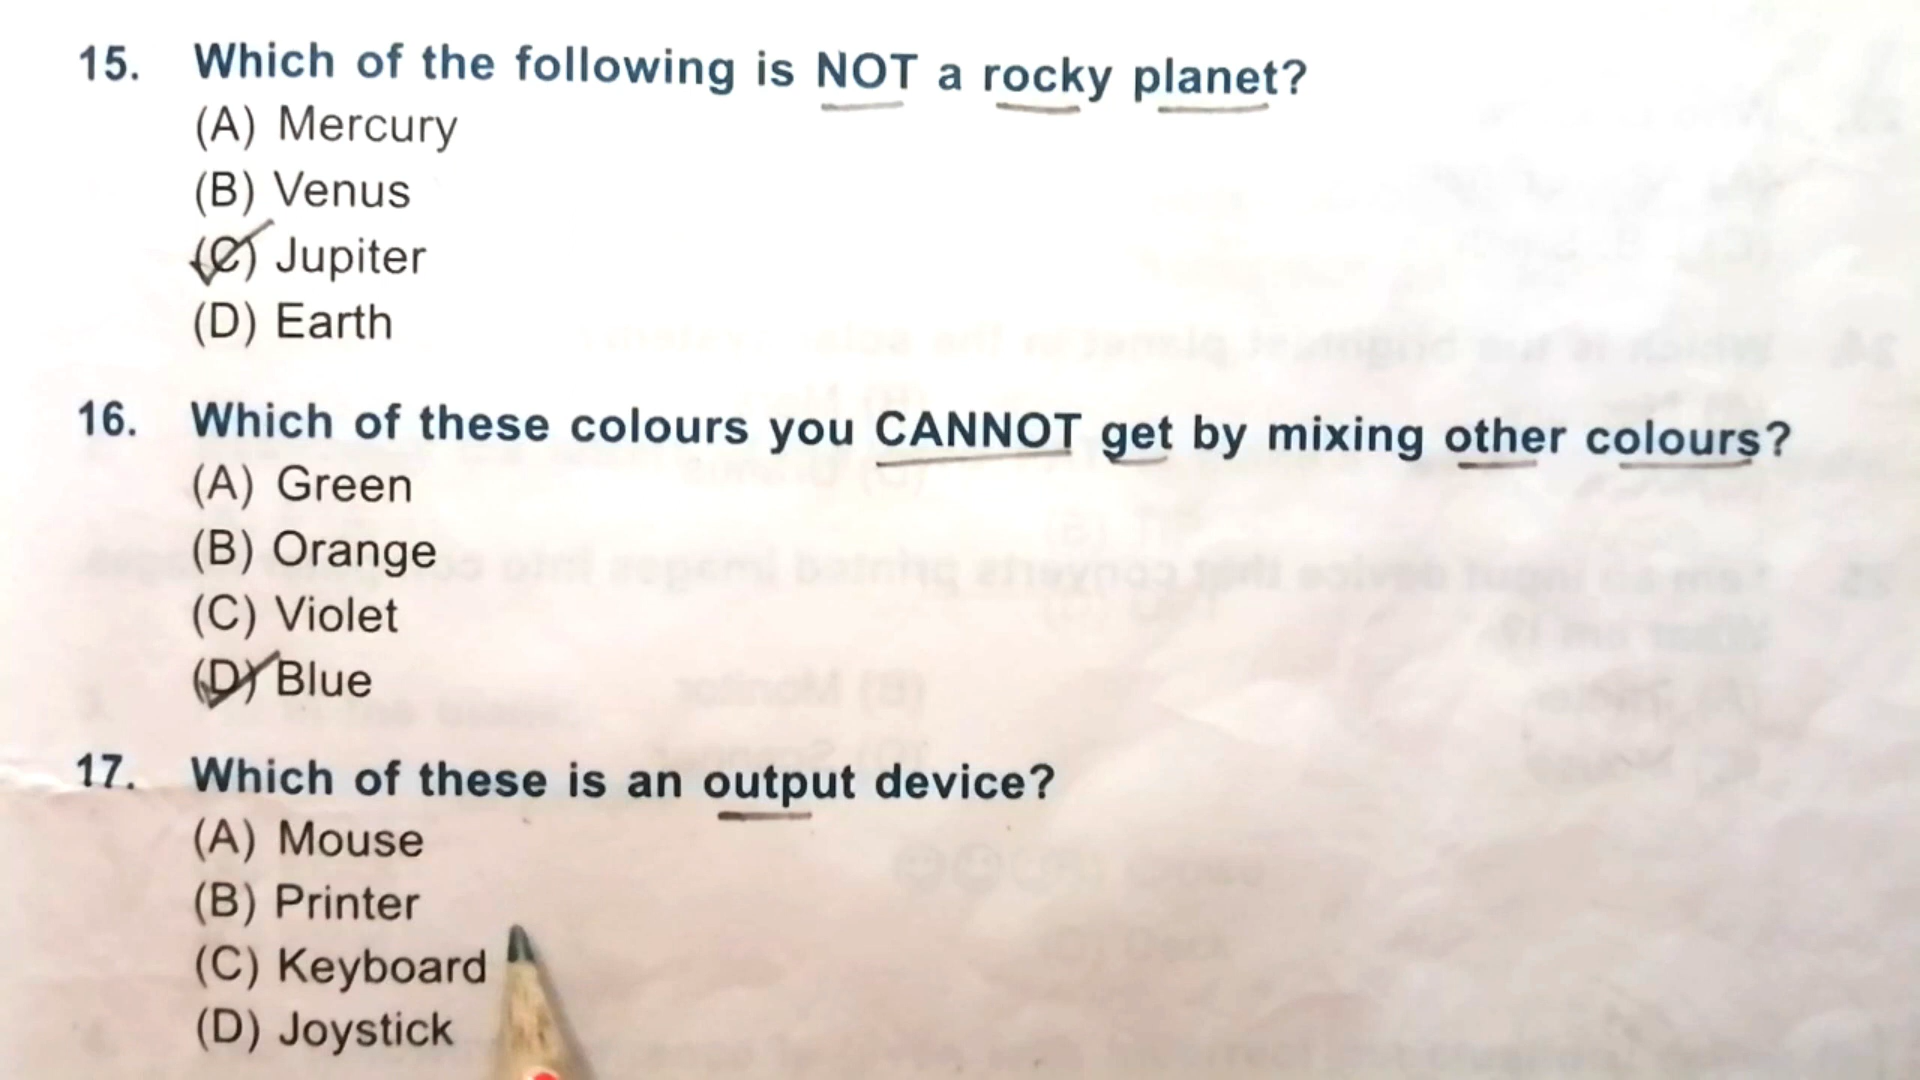 15. Which of the following is NOT a rocky planet?
(A) Mercury
(B) Venus
(C) Jupiter
(D) Earth
16. Which of these colours you CANNOT get by mixing other colours?
(A) Green
(B) Orange
(C) Violet
(D) Blue
17. Which of these is an output device?
(A) Mouse
(B) Printer
(C) Keyboard
(D) Joystick